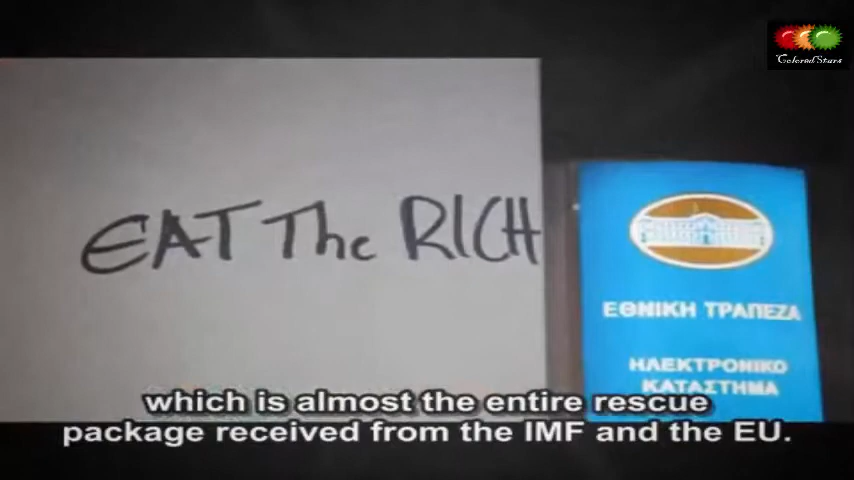 ColoredStars
EAT The RICH
ΕΘΝΙΚΗ ΤΡΑΠΕΖΑ
ΗΛΕΚΤΡΟΝΙΚΟ
ΚΑΤΑΣΤΗΜΑ
which is almost the entire rescue
package received from the IMF and the EU.